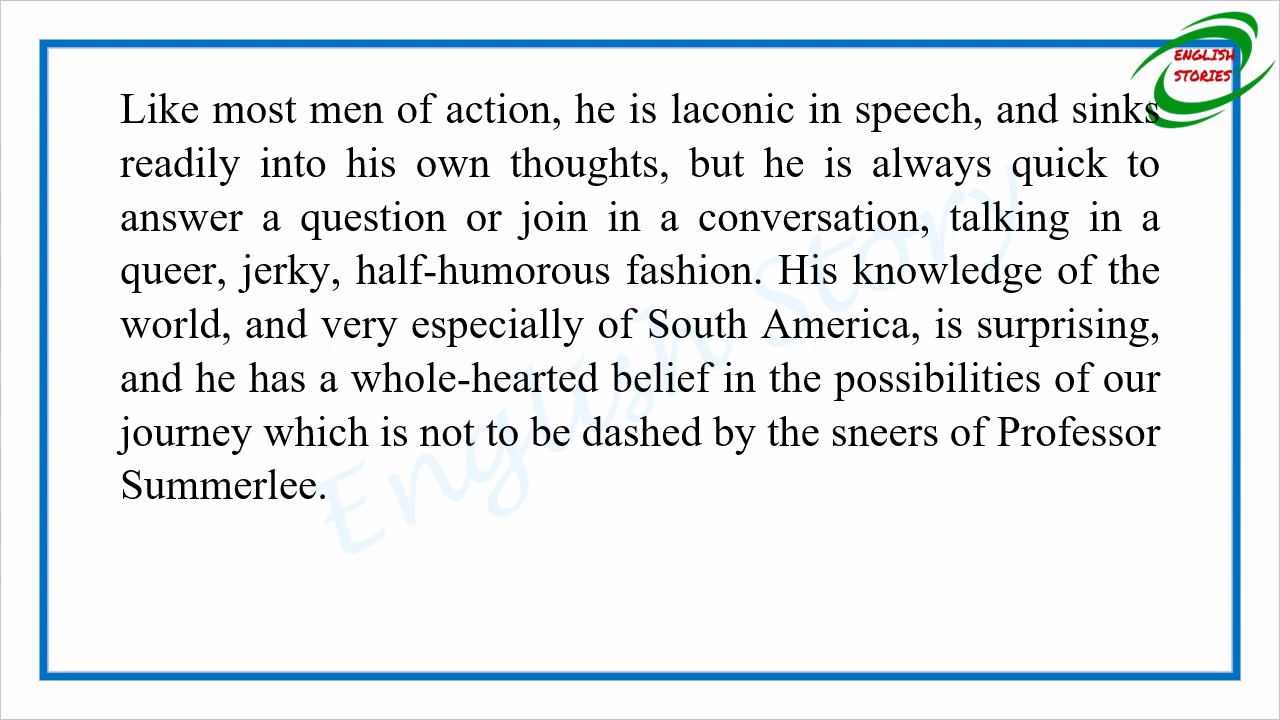 ENGLISH
STORIES
Like most men of action, he is laconic in speech, and sinks
readily into his own thoughts, but he is always quick to
answer a question or join in a conversation, talking in a
queer, jerky, half-humorous fashion. His knowledge of the
world, and very especially of South America, is surprising,
and he has a whole-hearted belief in the possibilities of our
journey which is not to be dashed by the sneers of Professor
Summerlee.
English Story